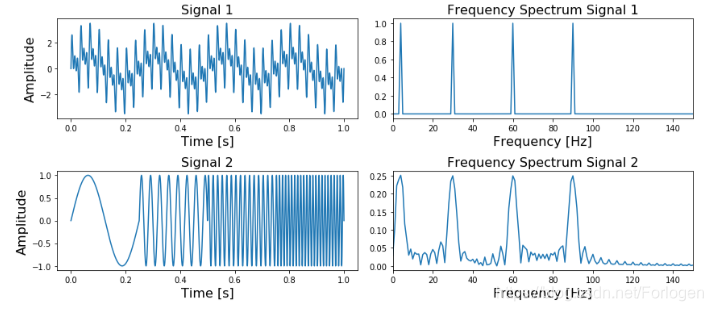 Signal 1
Frequency Spectrum Signal 1
Amplitude
2
0
−2
1.0
0.8
0.6
0.4
0.2
0.0
0.0 0.2 0.4 0.6 0.8 1.0
0 20 40 60 80 100 120 140
Time [s]
Frequency [Hz]
Signal 2
Frequency Spectrum Signal 2
Amplitude
1.0
0.5
0.0
−0.5
−1.0
0.25
0.20
0.15
0.10
0.05
0.00
0.0 0.2 0.4 0.6 0.8 1.0
0 20 40 60 80 100 120 140
Time [s]
Frequency [Hz]